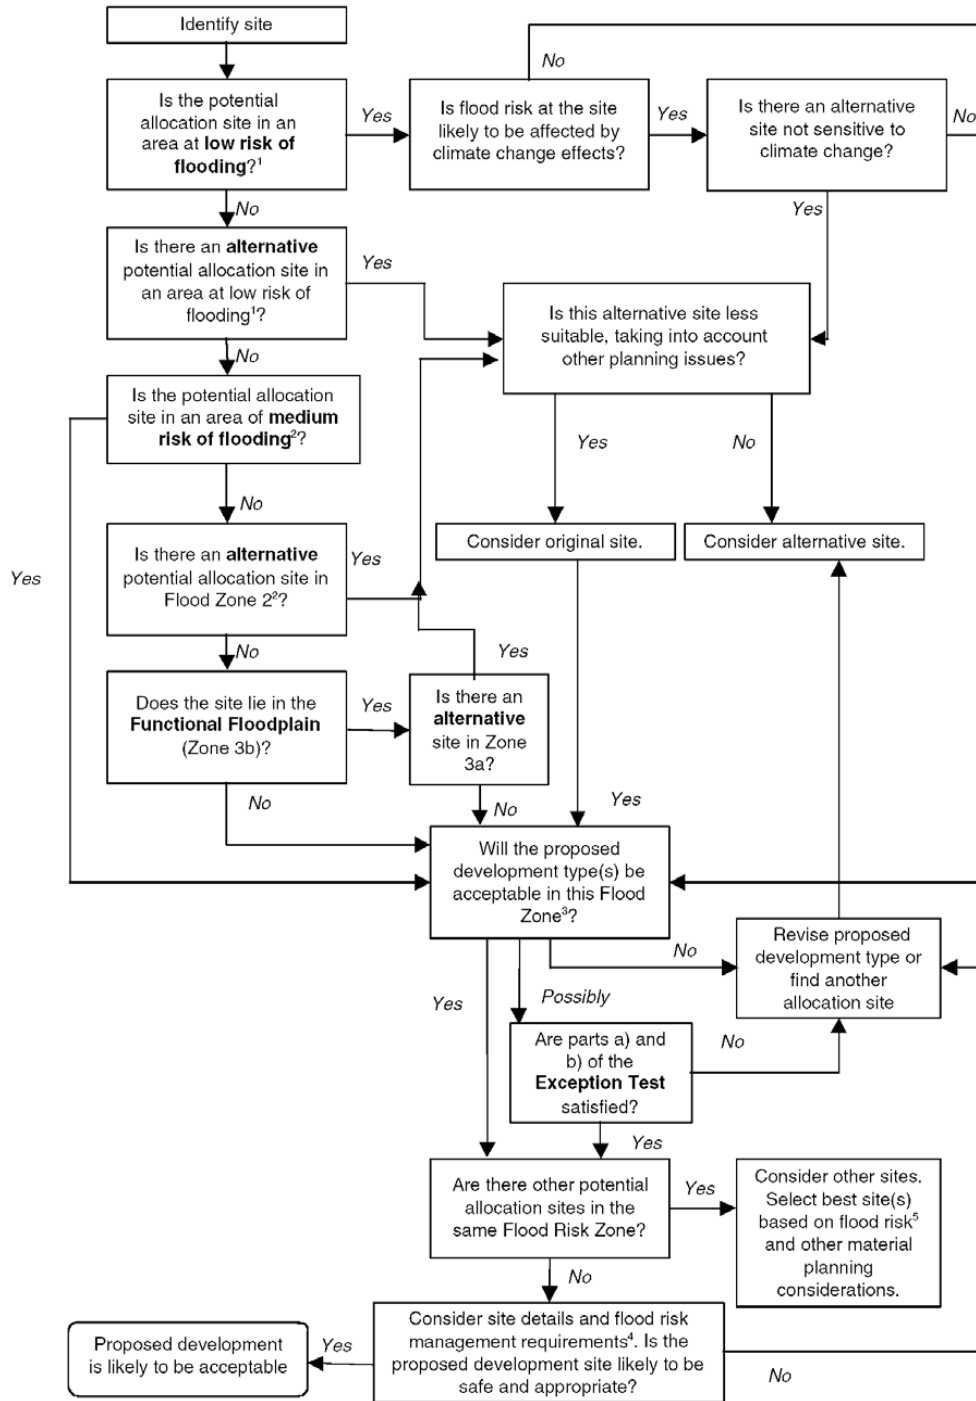 Identify site
No
Is the potential
allocation site in an
area at low risk of
flooding?¹
Yes
Is flood risk at the site
likely to be affected by
climate change effects?
Yes
Is there an alternative
site not sensitive to
climate change?
No
No
Yes
Is there an alternative
potential allocation site in
an area at low risk of
flooding¹?
Yes
Is this alternative site less
suitable, taking into account
other planning issues?
No
Is the potential allocation
site in an area of medium
risk of flooding²?
Yes
No
No
Consider original site.
Consider alternative site.
Is there an alternative
potential allocation site in
Flood Zone 2²?
Yes
Yes
No
Yes
Does the site lie in the
Functional Floodplain
(Zone 3b)?
Yes
Is there an
alternative
site in Zone
3a?
No
No
Yes
Will the proposed
development type(s) be
acceptable in this Flood
Zone³?
No
Revise proposed
development type or
find another
allocation site
Yes
Possibly
Are parts a) and
b) of the
Exception Test
satisfied?
No
Yes
Are there other potential
allocation sites in the
same Flood Risk Zone?
Yes
Consider other sites.
Select best site(s)
based on flood risk⁵
and other material
planning
considerations.
No
Consider site details and flood risk
management requirements⁴. Is the
proposed development site likely to be
safe and appropriate?
Yes
Proposed development
is likely to be acceptable
No